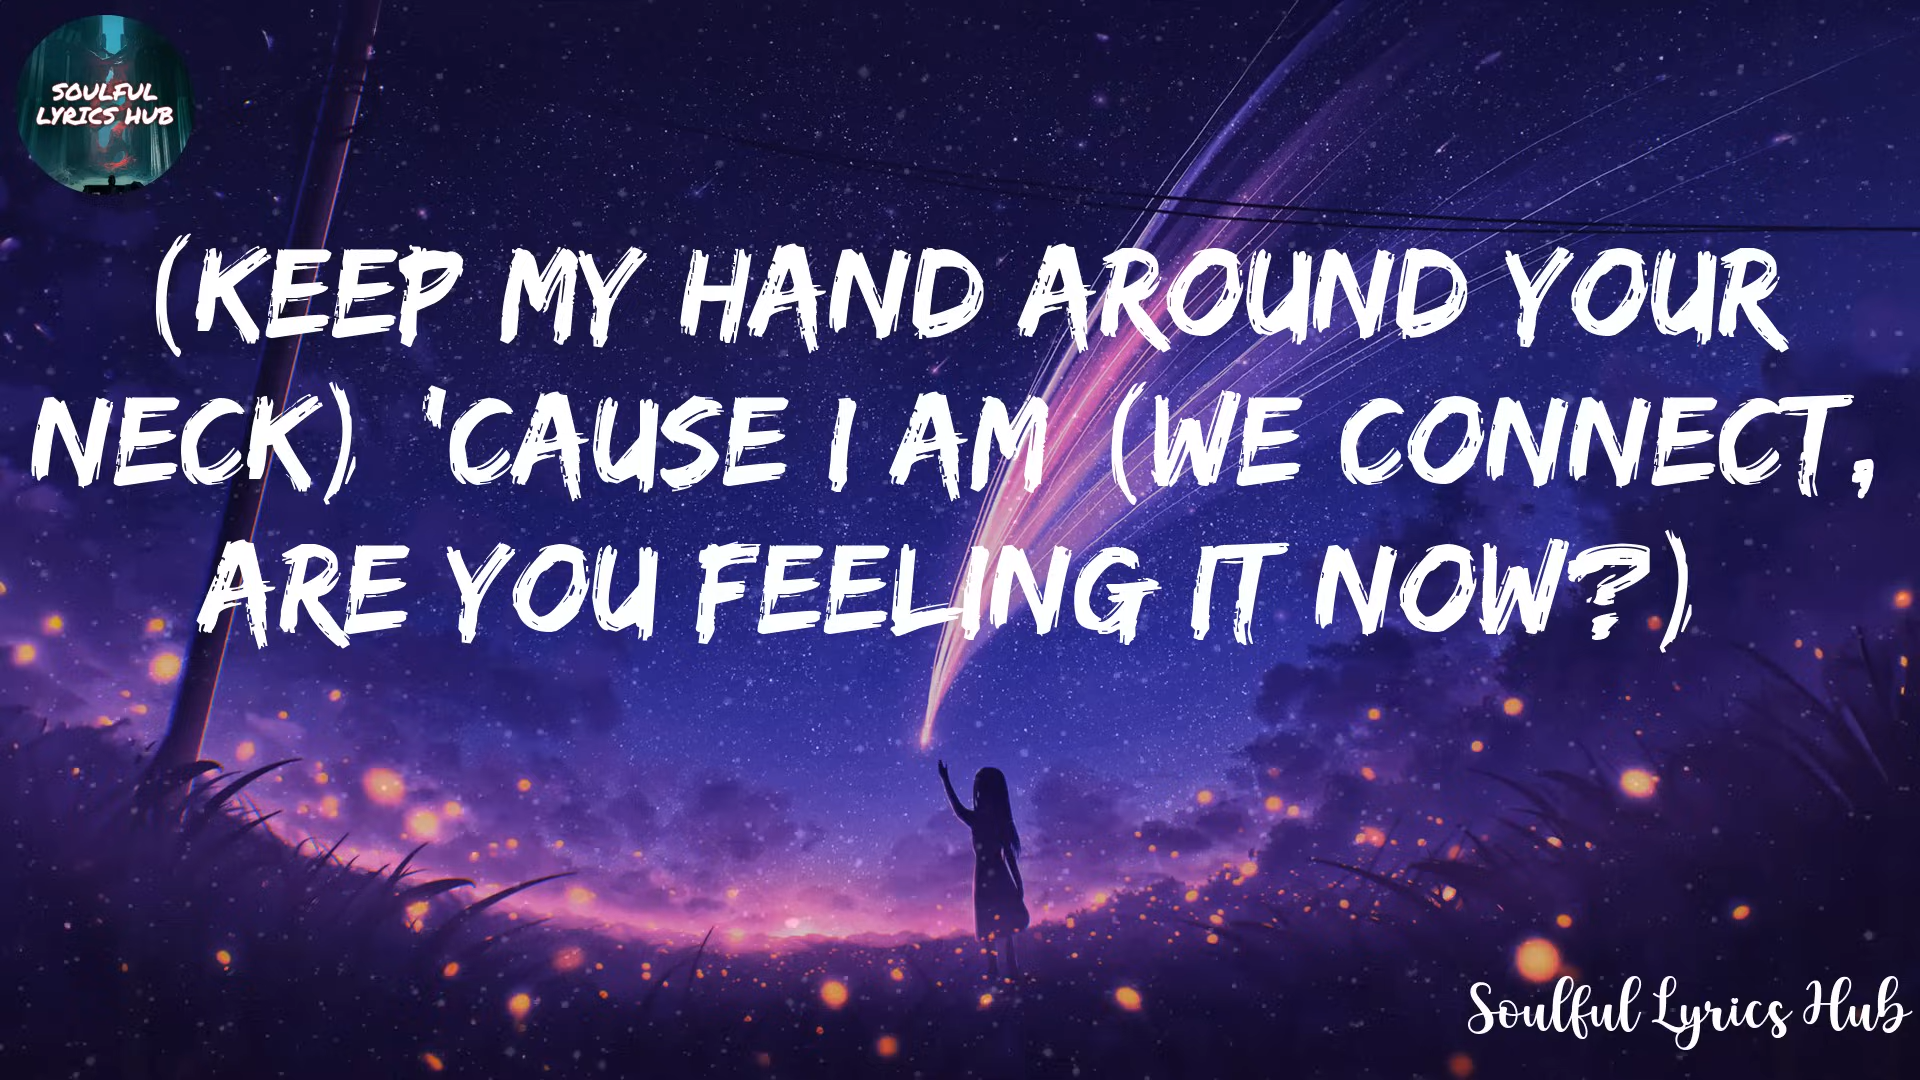 SOULFUL
LYRICS HUB
(KEEP MY HAND AROUND YOUR
NECK) 'CAUSE I AM (WE CONNECT,
ARE YOU FEELING IT NOW?)
Soulful Lyrics Hub